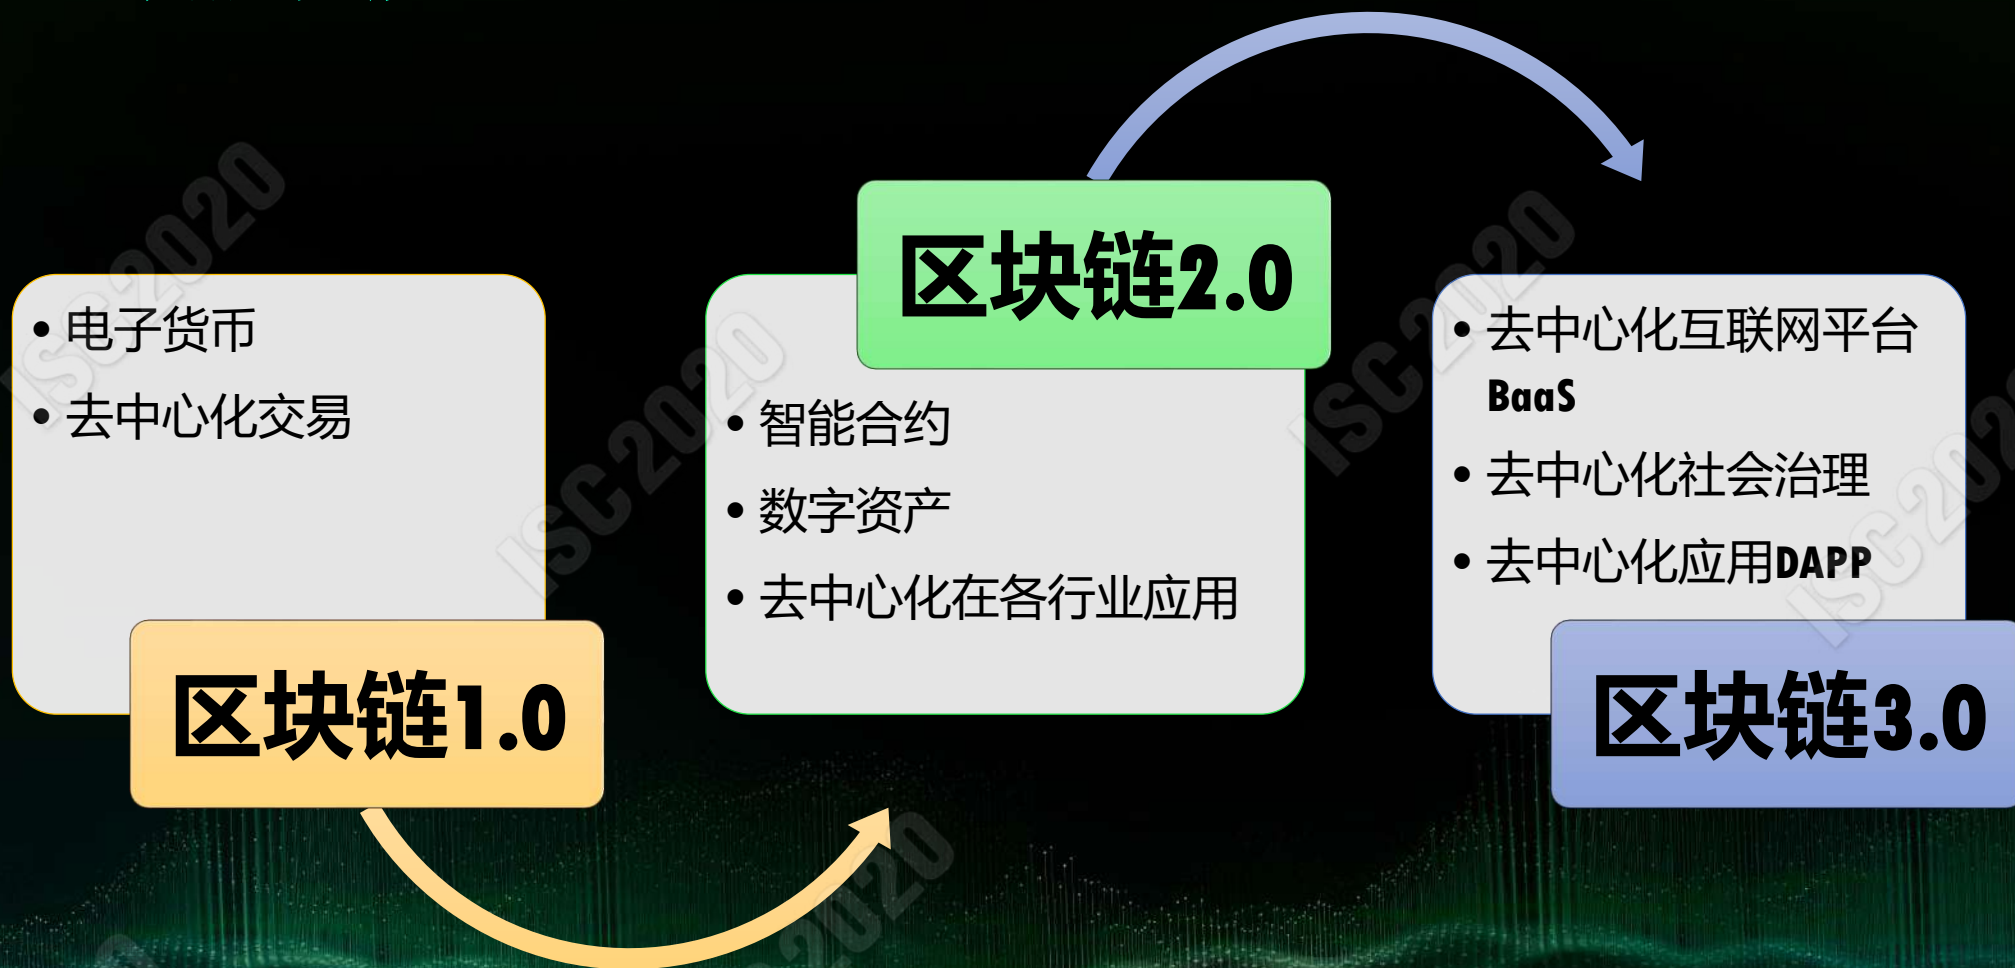 • 电子货币
• 去中心化交易
区块链1.0
区块链2.0
• 智能合约
• 数字资产
• 去中心化在各行业应用
• 去中心化互联网平台
BaaS
• 去中心化社会治理
• 去中心化应用DAPP
区块链3.0
ISC2020
ISC2020
ISC2020
ISC2020